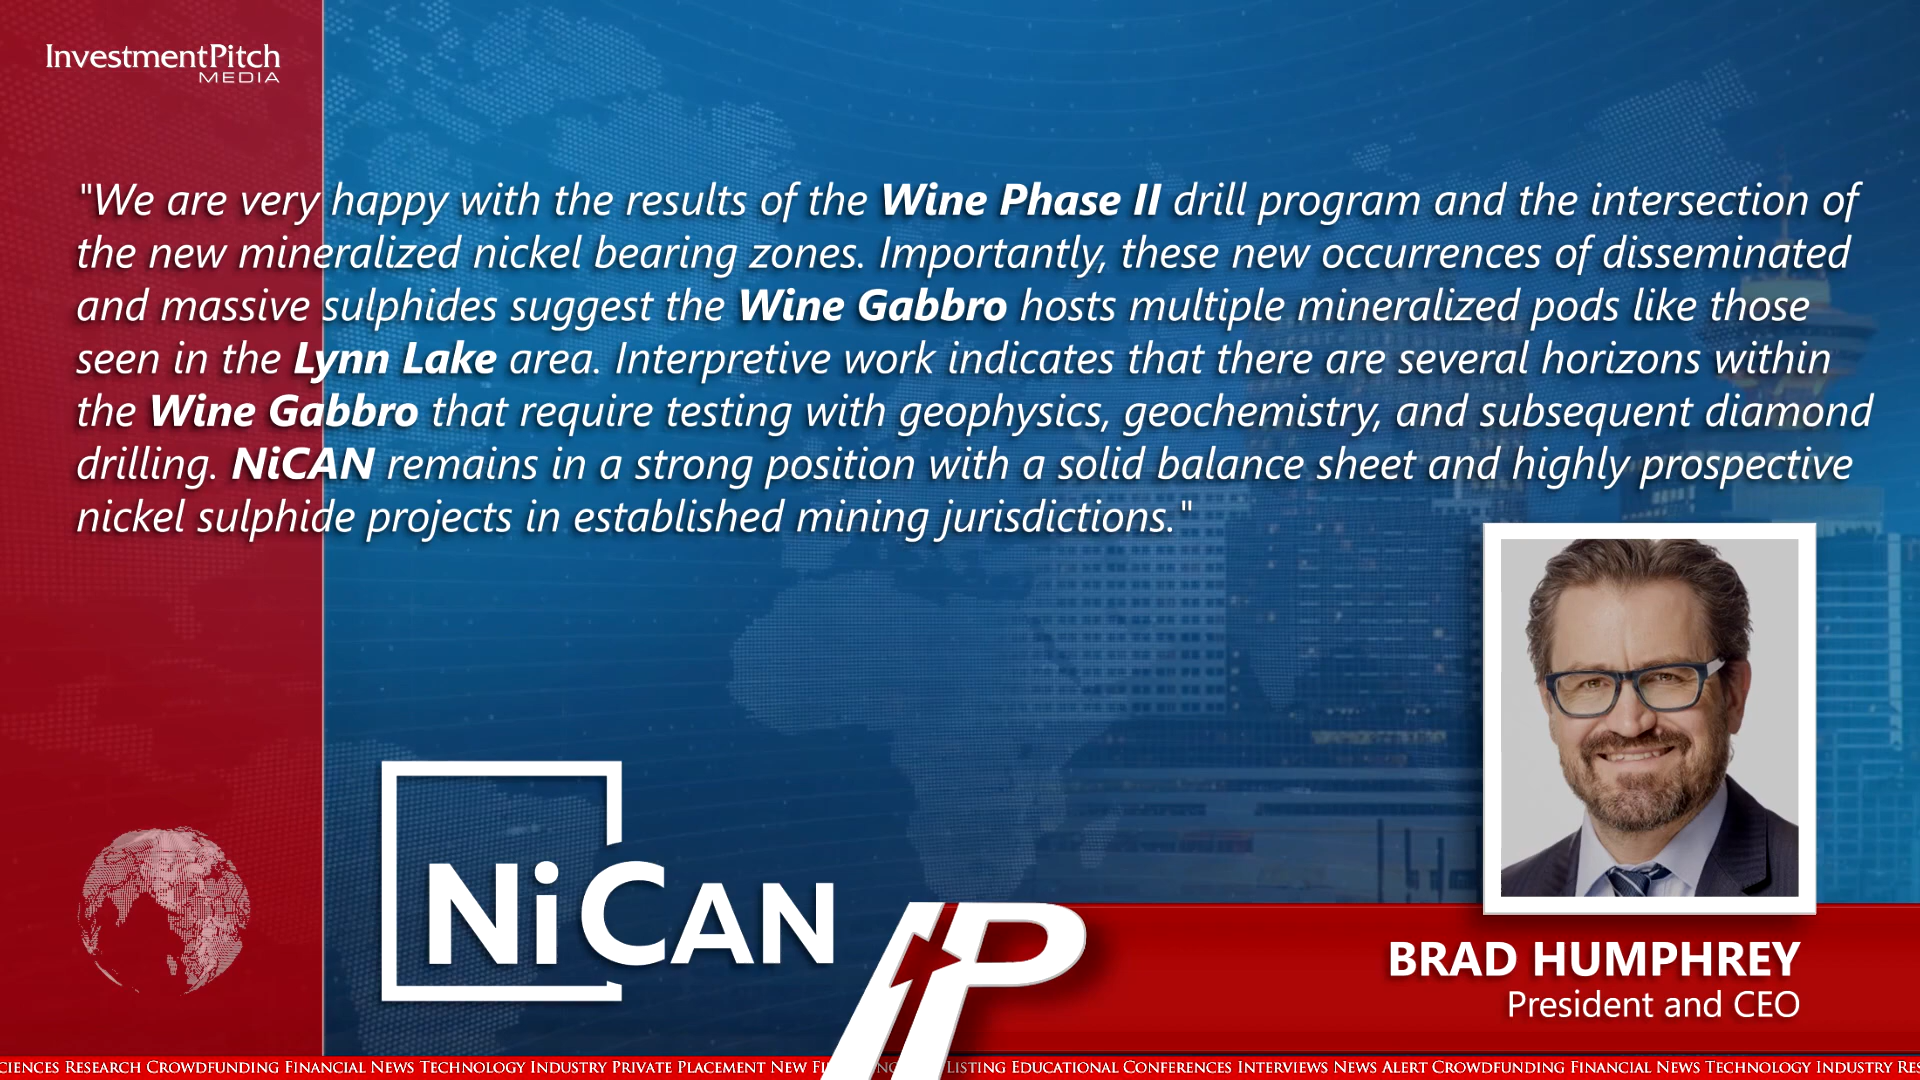 InvestmentPitch
MEDIA
"We are very happy with the results of the Wine Phase II drill program and the intersection of
the new mineralized nickel bearing zones. Importantly, these new occurrences of disseminated
and massive sulphides suggest the Wine Gabbro hosts multiple mineralized pods like those
seen in the Lynn Lake area. Interpretive work indicates that there are several horizons within
the Wine Gabbro that require testing with geophysics, geochemistry, and subsequent diamond
drilling. NiCAN remains in a strong position with a solid balance sheet and highly prospective
nickel sulphide projects in established mining jurisdictions."
NiCAN
IP
BRAD HUMPHREY
President and CEO
RESEARCH CROWDFUNDING FINANCIAL NEWS TECHNOLOGY INDUSTRY PRIVATE PLACEMENT NEW LISTING EDUCATIONAL CONFERENCES INTERVIEWS NEWS ALERT CROWDFUNDING FINANCIAL NEWS TECHNOLOGY INDUSTRY